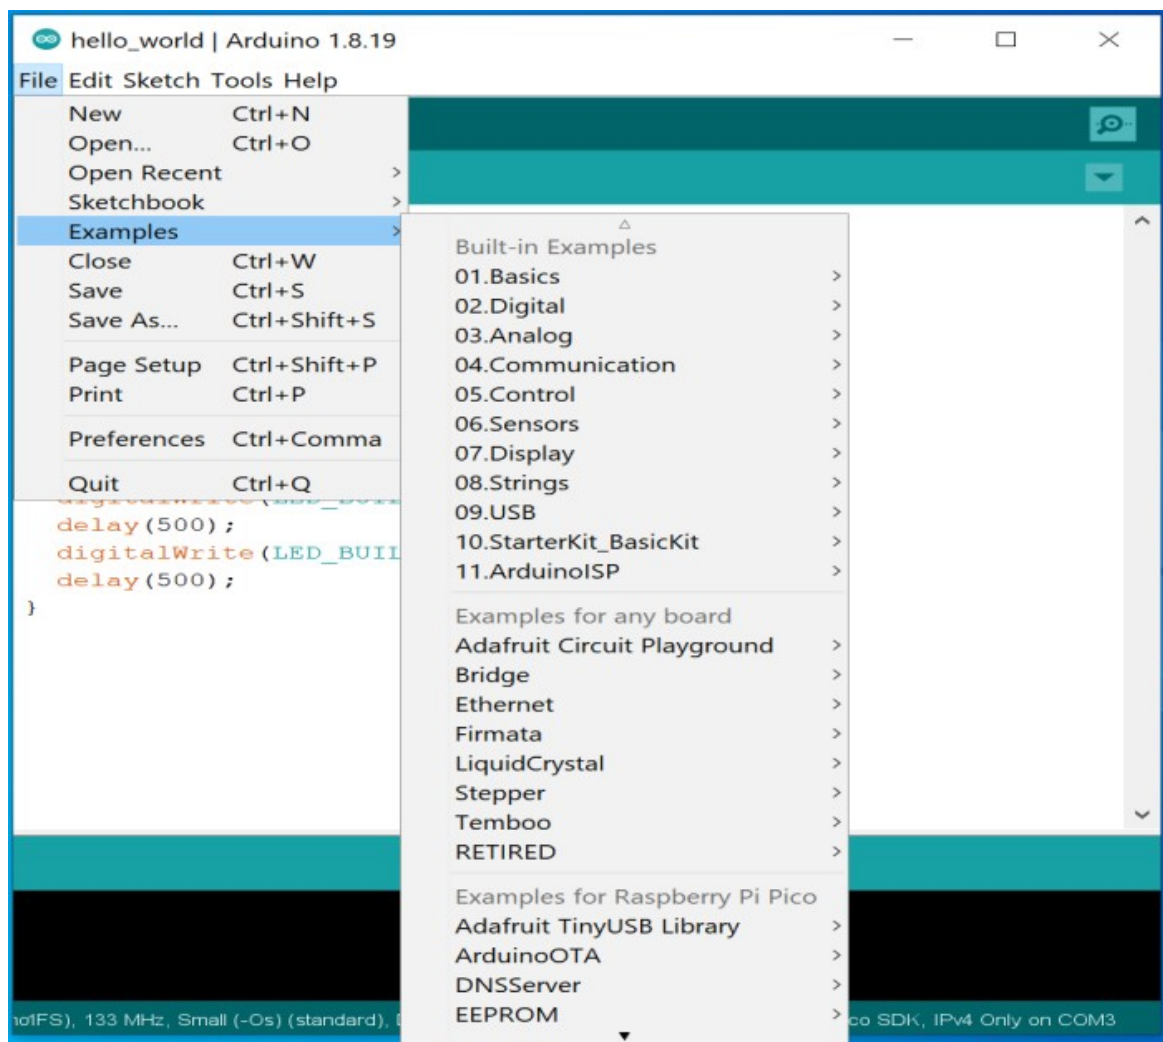 hello_world | Arduino 1.8.19
File Edit Sketch Tools Help
New Ctrl+N
Open... Ctrl+O
Open Recent
Sketchbook
Examples
Close Ctrl+W
Save Ctrl+S
Save As... Ctrl+Shift+S
Page Setup Ctrl+Shift+P
Print Ctrl+P
Preferences Ctrl+Comma
Quit Ctrl+Q
Built-in Examples
01.Basics
02.Digital
03.Analog
04.Communication
05.Control
06.Sensors
07.Display
08.Strings
09.USB
10.StarterKit_BasicKit
11.ArduinoISP
Examples for any board
Adafruit Circuit Playground
Bridge
Ethernet
Firmata
LiquidCrystal
Stepper
Temboo
RETIRED
Examples for Raspberry Pi Pico
Adafruit TinyUSB Library
ArduinoOTA
DNSServer
EEPROM
delay(500);
digitalWrite(LED_BUIL
delay(500);
}
133 MHz, Small (-Os) (standard),
SDK, IPv4 Only on COM3